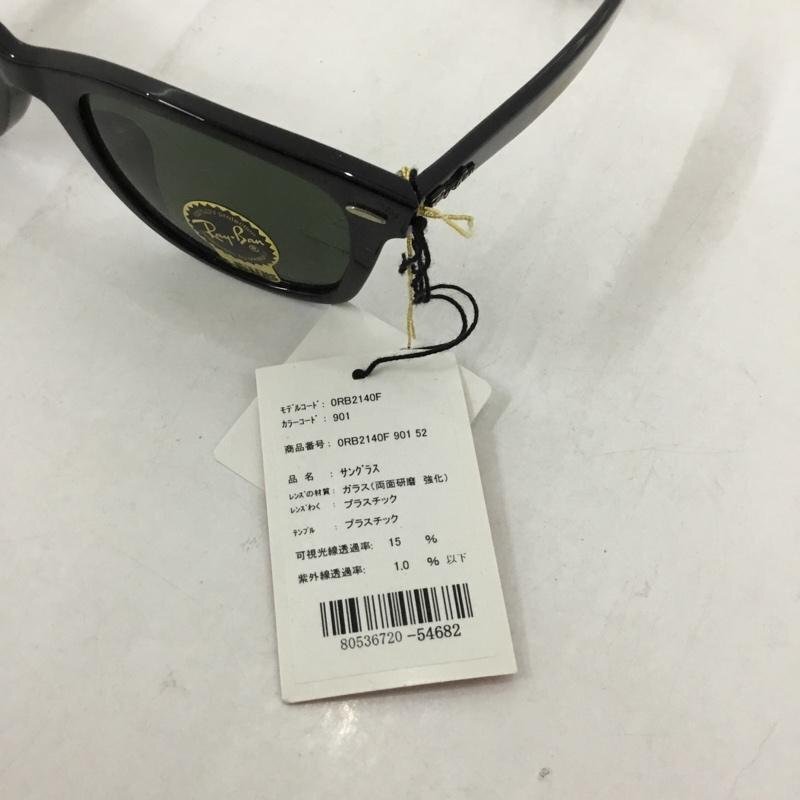 Ray-Ban
®
モデルコード: 0RB2140F
カラーコード: 901
商品番号: 0RB2140F 901 52
品 名 : サングラス
レンズの材質: ガラス(両面研磨 強化)
レンズわく : プラスチック
テンプル : プラスチック
可視光線透過率: 15 %
紫外線透過率: 1.0 % 以下
80536720-54682